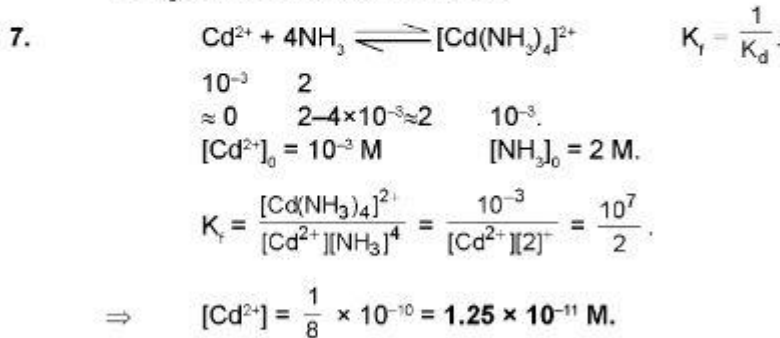 7. Cd²⁺ + 4NH₃ ⇌ [Cd(NH₃)₄]²⁺ K_f = 1/K_d.
10⁻³ 2
≈ 0 2–4×10⁻³≈2 10⁻³.
[Cd²⁺]₀ = 10⁻³ M [NH₃]₀ = 2 M.
K_f = [Cd(NH₃)₄]²⁺/[Cd²⁺][NH₃]⁴ = 10⁻³/[Cd²⁺][2]⁴ = 10⁷/2 .
⇒ [Cd²⁺] = 1/8 × 10⁻¹⁰ = 1.25 × 10⁻¹¹ M.